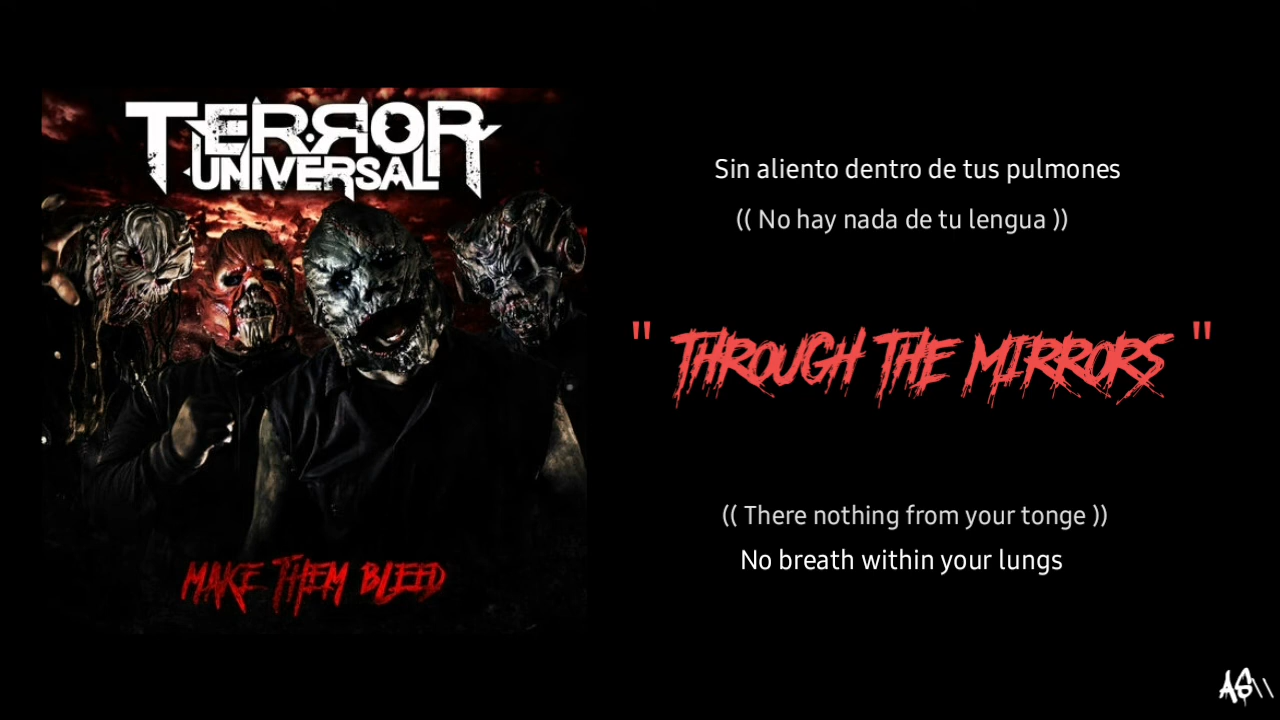 TERROR
UNIVERSAL
MAKE THEM BLEED
Sin aliento dentro de tus pulmones
(( No hay nada de tu lengua ))
" THROUGH THE MIRRORS "
(( There nothing from your tonge ))
No breath within your lungs
AS\\